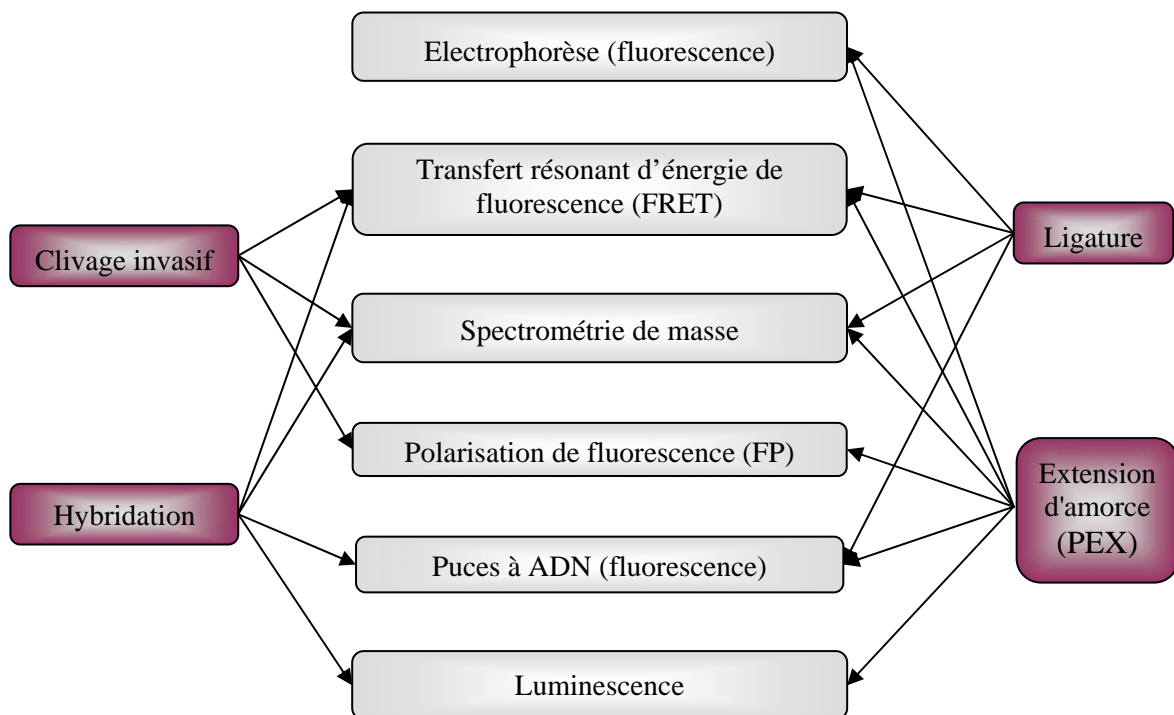 Electrophorèse (fluorescence)
Transfert résonant d’énergie de
fluorescence (FRET)
Clivage invasif
Ligature
Spectrométrie de masse
Polarisation de fluorescence (FP)
Hybridation
Extension
d'amorce
(PEX)
Puces à ADN (fluorescence)
Luminescence